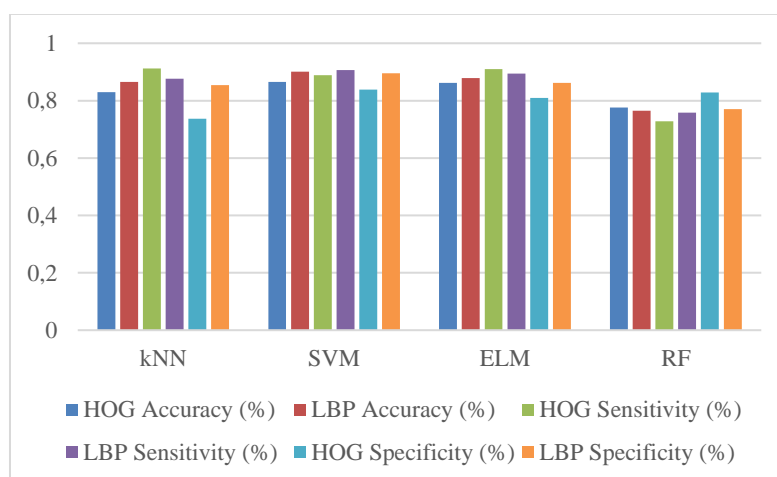 1
0,8
0,6
0,4
0,2
0
kNN SVM ELM RF
HOG Accuracy (%) LBP Accuracy (%) HOG Sensitivity (%)
LBP Sensitivity (%) HOG Specificity (%) LBP Specificity (%)